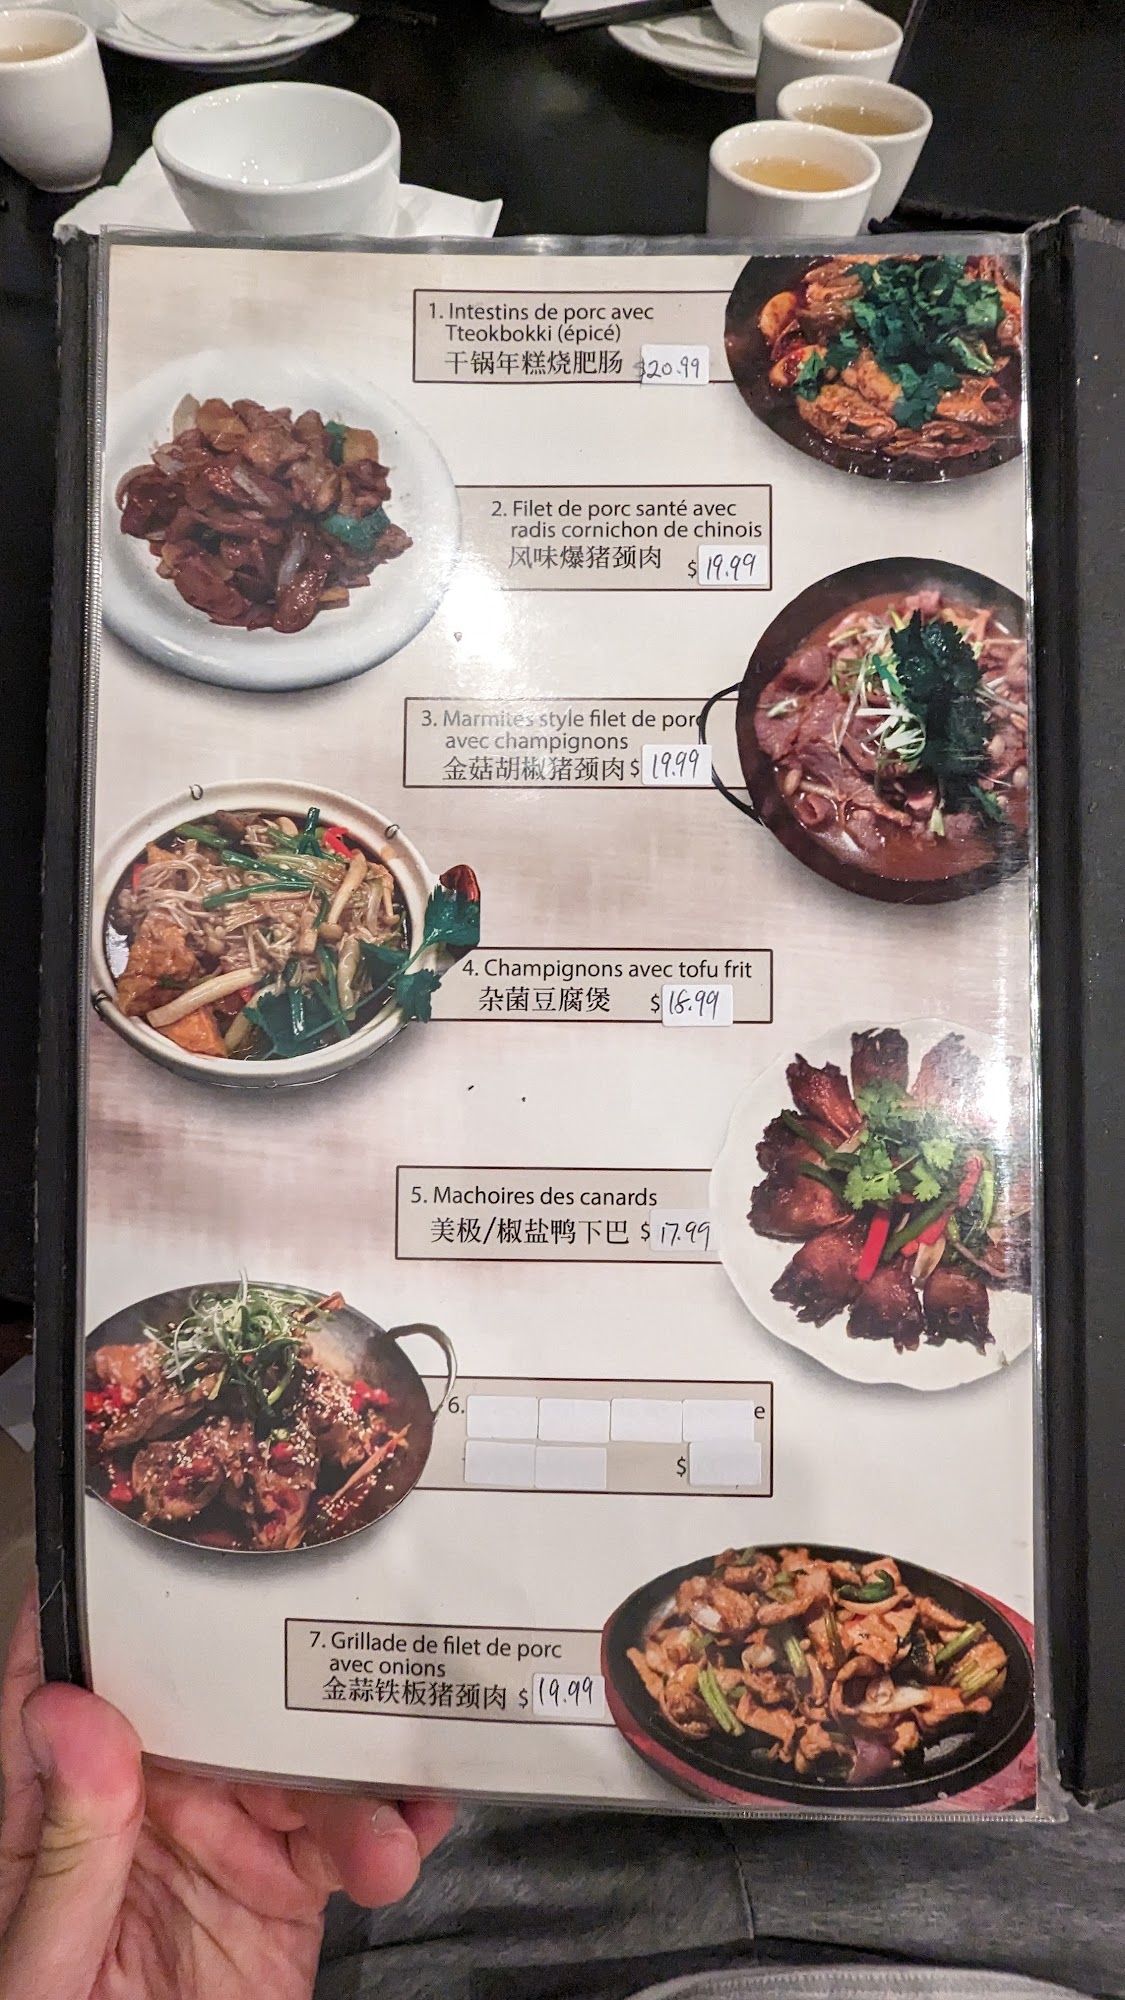 1. Intestins de porc avec
Tteokbokki (épicé)
干锅年糕烧肥肠 $20.99
2. Filet de porc santé avec
radis cornichon de chinois
风味爆猪颈肉 $19.99
3. Marmites style filet de porc
avec champignons
金菇胡椒猪颈肉 $19.99
4. Champignons avec tofu frit
杂菌豆腐煲 $18.99
5. Machoires des canards
美极/椒盐鸭下巴 $17.99
6. e
$
7. Grillade de filet de porc
avec onions
金蒜铁板猪颈肉 $19.99